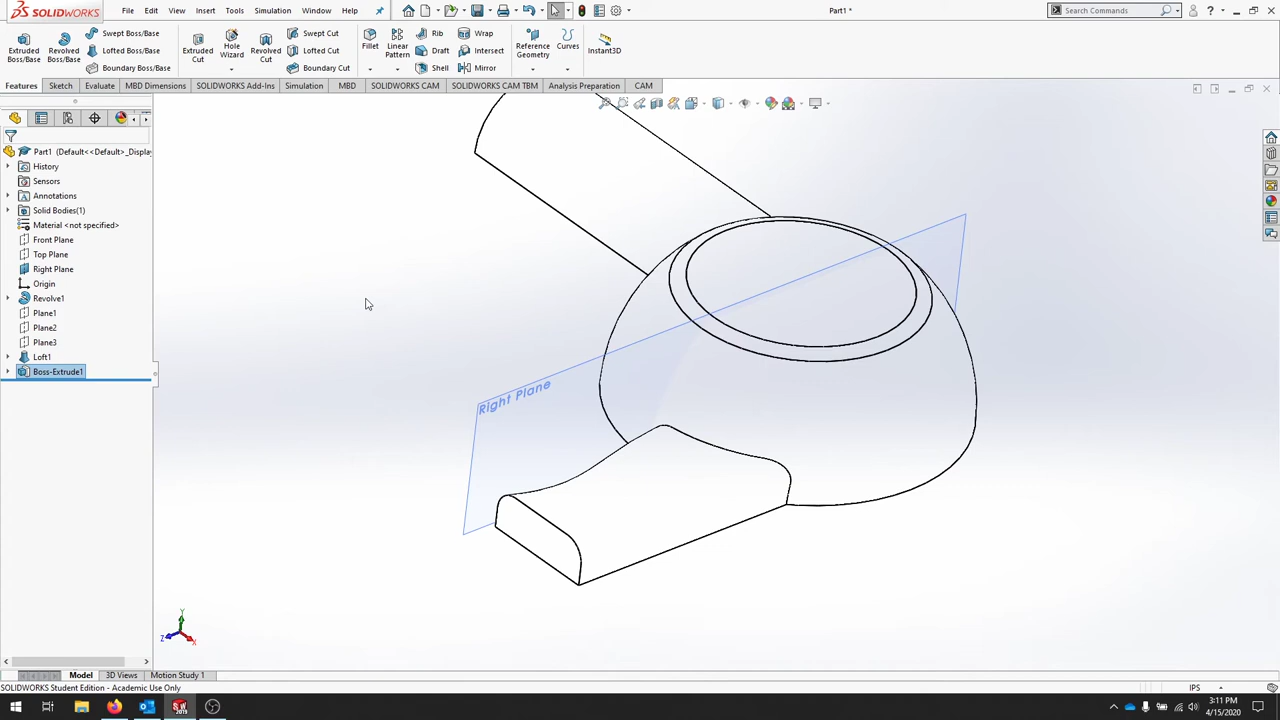 SOLIDWORKS
File Edit View Insert Tools Simulation Window Help
Part1 *
Search Commands
Extruded Boss/Base
Revolved Boss/Base
Swept Boss/Base
Lofted Boss/Base
Boundary Boss/Base
Extruded Cut
Hole Wizard
Revolved Cut
Swept Cut
Lofted Cut
Boundary Cut
Fillet
Linear Pattern
Rib
Draft
Shell
Wrap
Intersect
Mirror
Reference Geometry
Curves
Instant3D
Features Sketch Evaluate MBD Dimensions SOLIDWORKS Add-Ins Simulation MBD SOLIDWORKS CAM SOLIDWORKS CAM TBM Analysis Preparation CAM
Part1 (Default<<Default>_Display
History
Sensors
Annotations
Solid Bodies(1)
Material <not specified>
Front Plane
Top Plane
Right Plane
Origin
Revolve1
Plane1
Plane2
Plane3
Loft1
Boss-Extrude1
Right Plane
Y
Z
X
Model 3D Views Motion Study 1
SOLIDWORKS Student Edition - Academic Use Only
IPS
3:11 PM
4/15/2020